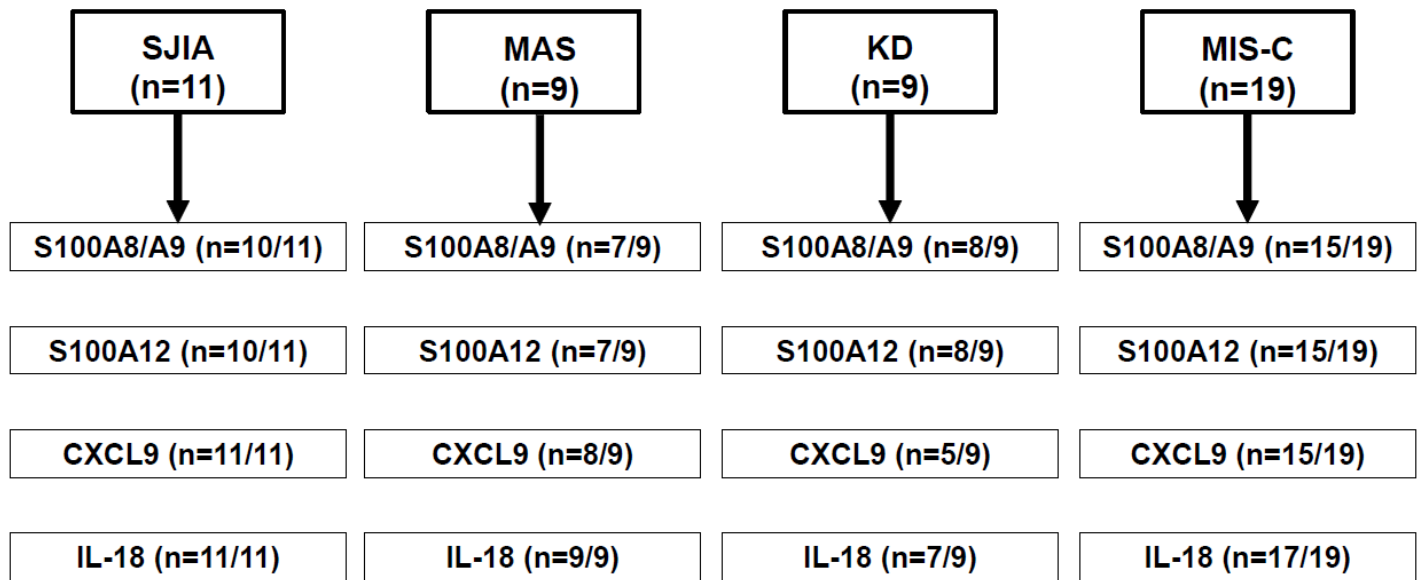 SJIA
(n=11)
MAS
(n=9)
KD
(n=9)
MIS-C
(n=19)
S100A8/A9 (n=10/11)
S100A8/A9 (n=7/9)
S100A8/A9 (n=8/9)
S100A8/A9 (n=15/19)
S100A12 (n=10/11)
S100A12 (n=7/9)
S100A12 (n=8/9)
S100A12 (n=15/19)
CXCL9 (n=11/11)
CXCL9 (n=8/9)
CXCL9 (n=5/9)
CXCL9 (n=15/19)
IL-18 (n=11/11)
IL-18 (n=9/9)
IL-18 (n=7/9)
IL-18 (n=17/19)